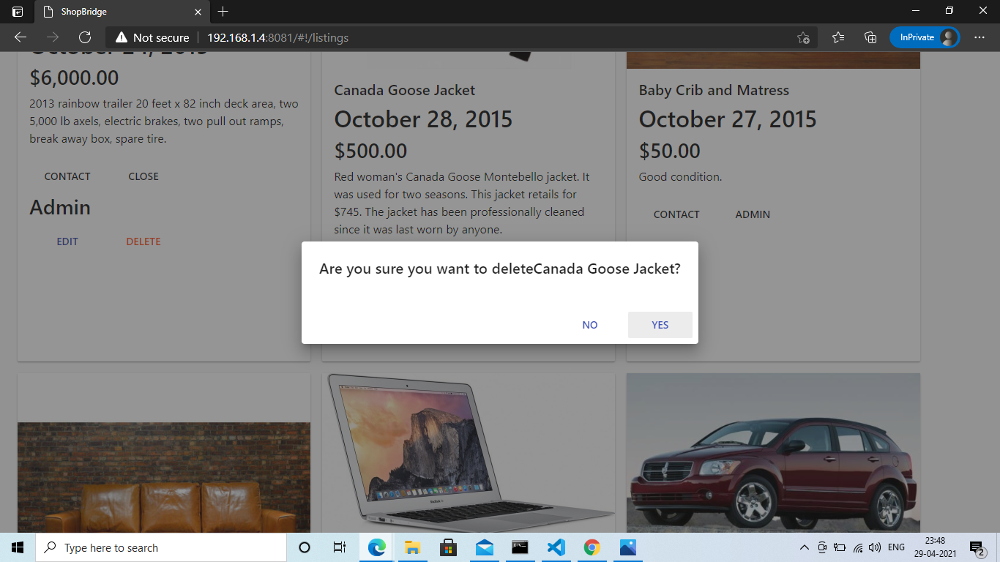 ShopBridge
Not secure
192.168.1.4:8081/#!/listings
InPrivate
October 24, 2015
$6,000.00
2013 rainbow trailer 20 feet x 82 inch deck area, two
5,000 lb axels, electric brakes, two pull out ramps,
break away box, spare tire.
CONTACT CLOSE
Admin
EDIT DELETE
Canada Goose Jacket
October 28, 2015
$500.00
Red woman's Canada Goose Montebello jacket. It
was used for two seasons. This jacket retails for
$745. The jacket has been professionally cleaned
since it was last worn by anyone.
Baby Crib and Matress
October 27, 2015
$50.00
Good condition.
CONTACT ADMIN
Are you sure you want to deleteCanada Goose Jacket?
NO YES
Type here to search
ENG
23:48
29-04-2021
2